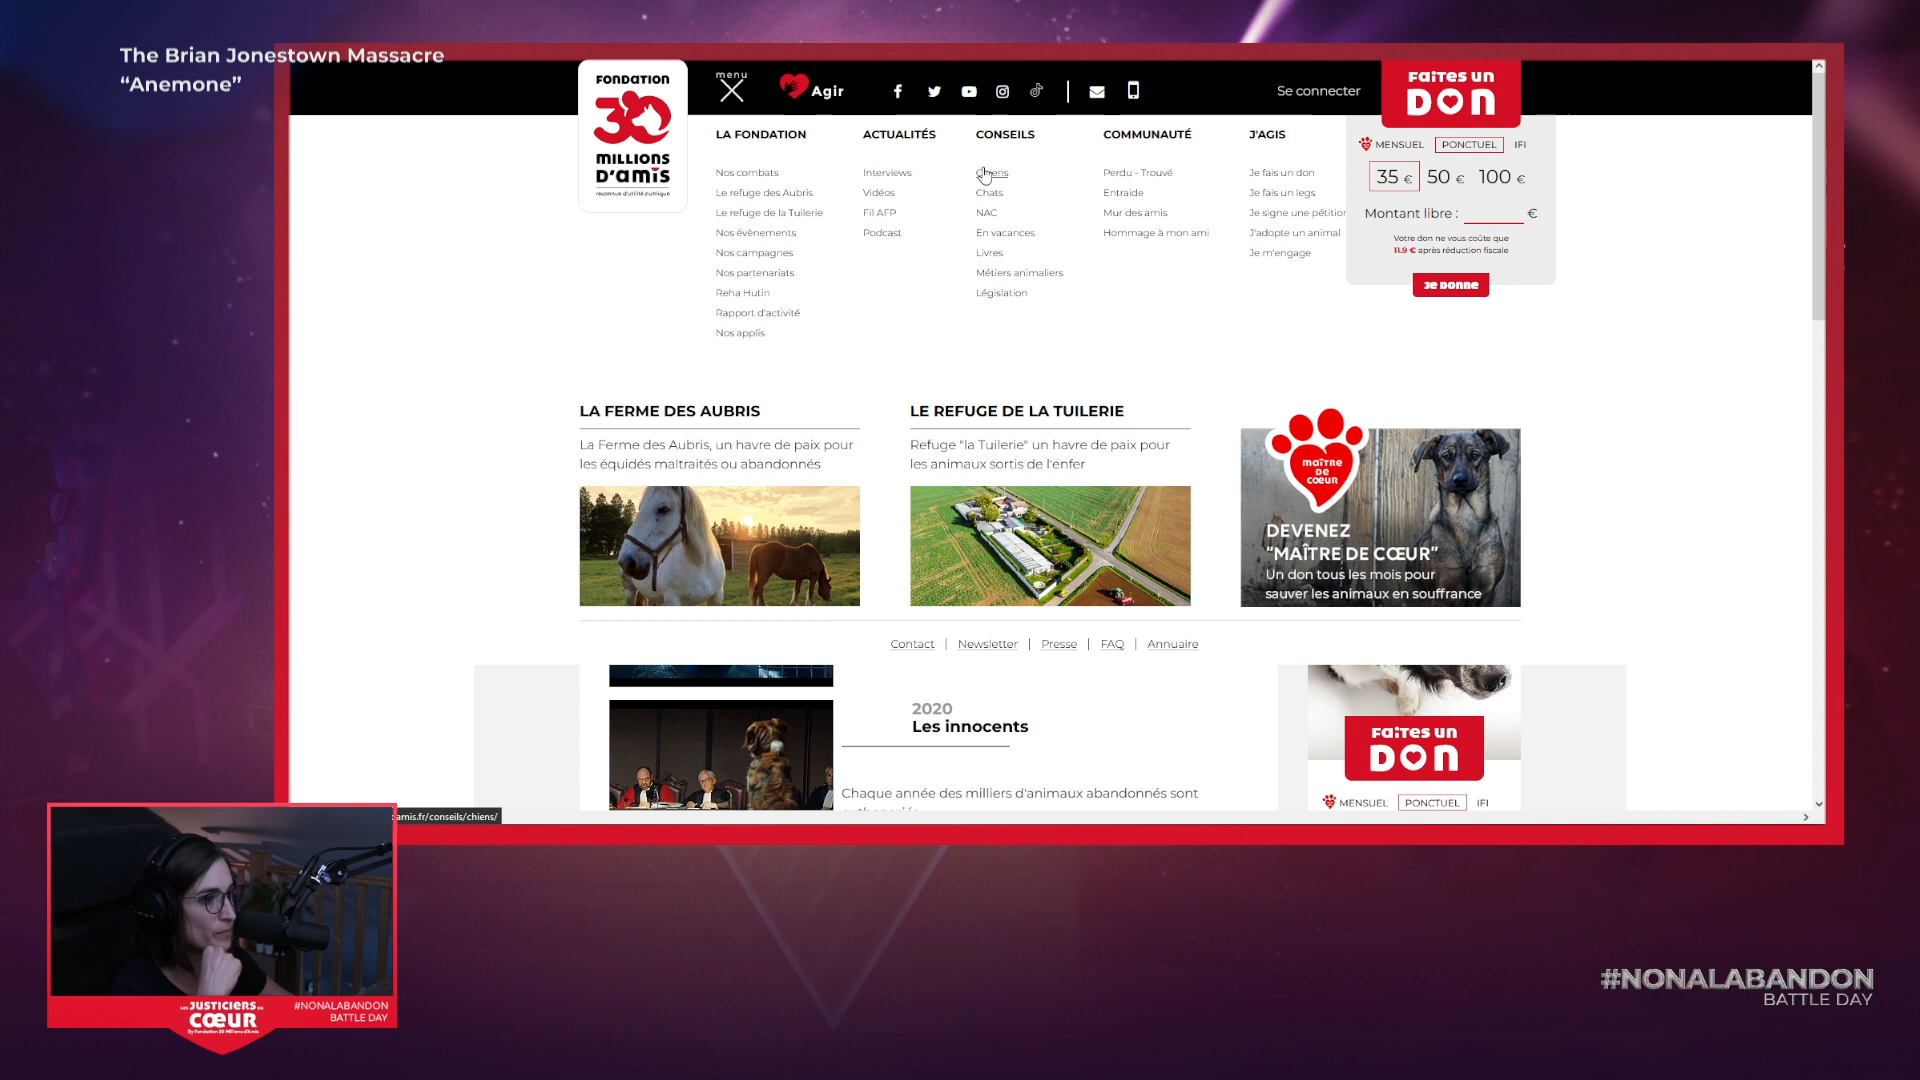 The Brian Jonestown Massacre
“Anemone”
FONDATION
30
MILLIONS
D'AMIS
reconnue d'utilité publique
menu
Agir
Se connecter
FAITES UN
DON
LA FONDATION
Nos combats
Le refuge des Aubris
Le refuge de la Tuilerie
Nos évènements
Nos campagnes
Nos partenariats
Reha Hutin
Rapport d'activité
Nos applis
ACTUALITÉS
Interviews
Vidéos
Fil AFP
Podcast
CONSEILS
Chiens
Chats
NAC
En vacances
Livres
Métiers animaliers
Législation
COMMUNAUTÉ
Perdu - Trouvé
Entraide
Mur des amis
Hommage à mon ami
J'AGIS
Je fais un don
Je fais un legs
Je signe une pétition
J'adopte un animal
Je m'engage
MENSUEL PONCTUEL IFI
35 € 50 € 100 €
Montant libre : €
Votre don ne vous coûte que
11.9 € après réduction fiscale
JE DONNE
LA FERME DES AUBRIS
La Ferme des Aubris, un havre de paix pour
les équidés maltraités ou abandonnés
LE REFUGE DE LA TUILERIE
Refuge "la Tuilerie" un havre de paix pour
les animaux sortis de l'enfer
MAÎTRE
DE
CŒUR
DEVENEZ
“MAÎTRE DE CŒUR”
Un don tous les mois pour
sauver les animaux en souffrance
Contact | Newsletter | Presse | FAQ | Annuaire
2020
Les innocents
Chaque année des milliers d'animaux abandonnés sont
FAITES UN
DON
MENSUEL PONCTUEL IFI
amis.fr/conseils/chiens/
LES JUSTICIERS DE
CŒUR
By Fondation 30 Millions d'Amis
#NONALABANDON
BATTLE DAY
#NONALABANDON
BATTLE DAY